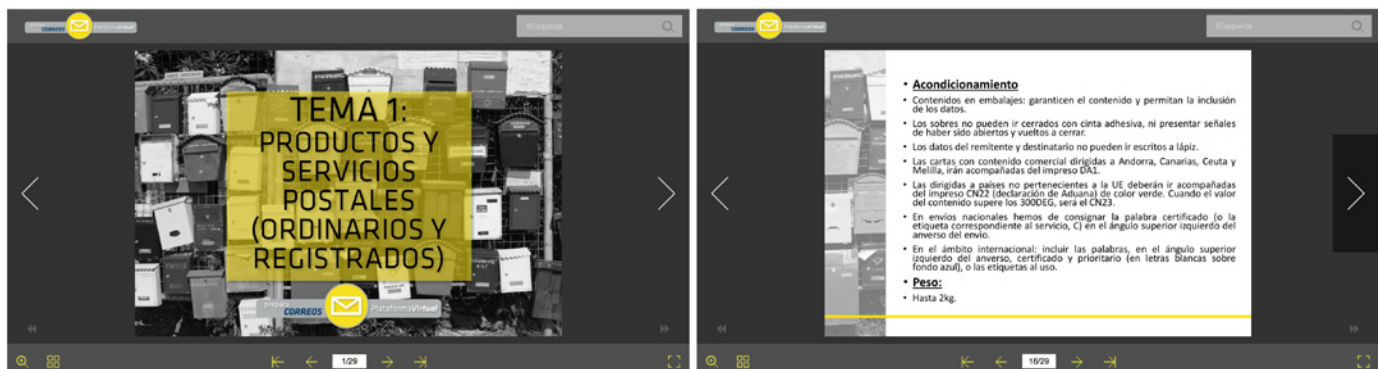 prepara
CORREOS PlataformaVirtual
Búsqueda
TEMA 1:
PRODUCTOS Y
SERVICIOS
POSTALES
(ORDINARIOS Y
REGISTRADOS)
prepara
CORREOS PlataformaVirtual
1/29
prepara
CORREOS PlataformaVirtual
Búsqueda
• Acondicionamiento
• Contenidos en embalajes: garanticen el contenido y permitan la inclusión
de los datos.
• Los sobres no pueden ir cerrados con cinta adhesiva, ni presentar señales
de haber sido abiertos y vueltos a cerrar.
• Los datos del remitente y destinatario no pueden ir escritos a lápiz.
• Las cartas con contenido comercial dirigidas a Andorra, Canarias, Ceuta y
Melilla, irán acompañadas del impreso DA1.
• Las dirigidas a países no pertenecientes a la UE deberán ir acompañadas
del impreso CN22 (declaración de Aduana) de color verde. Cuando el valor
del contenido supere los 300DEG, será el CN23.
• En envíos nacionales hemos de consignar la palabra certificado (o la
etiqueta correspondiente al servicio, C) en el ángulo superior izquierdo del
anverso del envío.
• En el ámbito internacional: incluir las palabras, en el ángulo superior
izquierdo del anverso, certificado y prioritario (en letras blancas sobre
fondo azul), o las etiquetas al uso.
• Peso:
• Hasta 2kg.
16/29